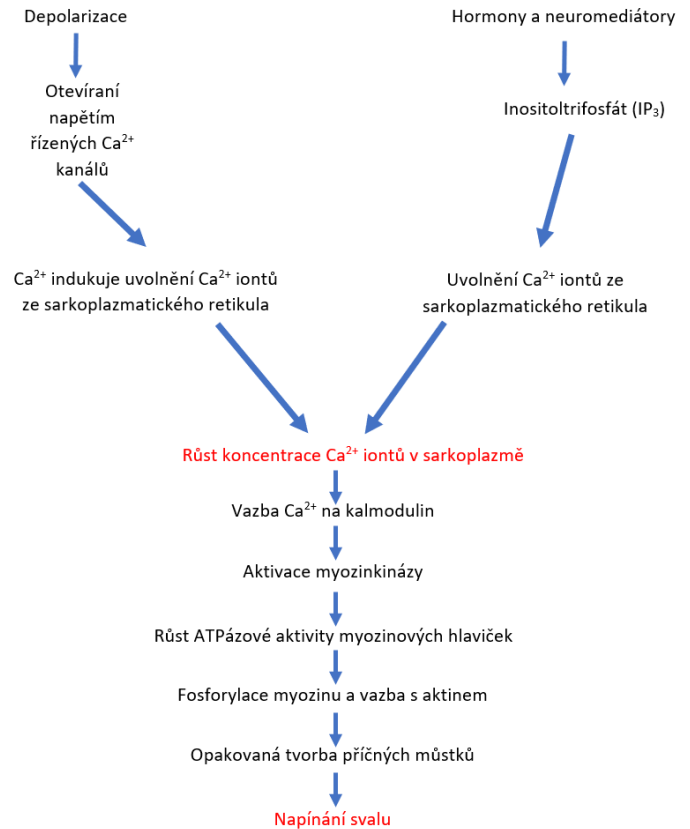 Depolarizace
Otevíraní
napětím
řízených Ca²⁺
kanálů
Ca²⁺ indukuje uvolnění Ca²⁺ iontů
ze sarkoplazmatického retikula
Hormony a neuromediátory
Inositoltrifosfát (IP₃)
Uvolnění Ca²⁺ iontů ze
sarkoplazmatického retikula
Růst koncentrace Ca²⁺ iontů v sarkoplazmě
Vazba Ca²⁺ na kalmodulin
Aktivace myozinkinázy
Růst ATPázové aktivity myozinových hlaviček
Fosforylace myozinu a vazba s aktinem
Opakovaná tvorba příčných můstků
Napínání svalu